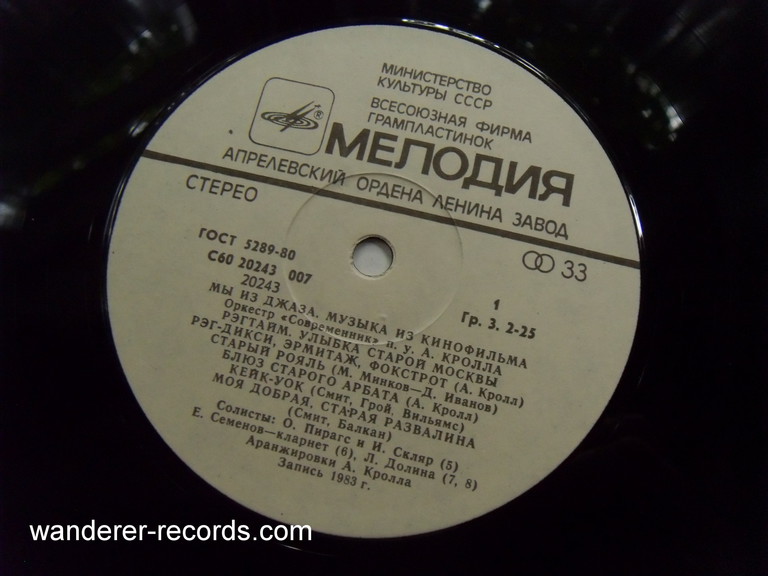 МИНИСТЕРСТВО
КУЛЬТУРЫ СССР
ВСЕСОЮЗНАЯ ФИРМА
ГРАМПЛАСТИНОК
МЕЛОДИЯ
АПРЕЛЕВСКИЙ ОРДЕНА ЛЕНИНА ЗАВОД
СТЕРЕО
33
ГОСТ 5289-80
С60 20243 007
20243
1
Гр. 3. 2-25
МЫ ИЗ ДЖАЗА. МУЗЫКА ИЗ КИНОФИЛЬМА
Оркестр «Современник» п. у. А. КРОЛЛА
РЭГТАЙМ. УЛЫБКА СТАРОЙ МОСКВЫ
РЭГ-ДИКСИ, ЭРМИТАЖ, ФОКСТРОТ (А. Кролл)
СТАРЫЙ РОЯЛЬ (М. Минков—Д. Иванов)
БЛЮЗ СТАРОГО АРБАТА (А. Кролл)
КЕЙК-УОК (Смит, Грой, Вильямс)
МОЯ ДОБРАЯ, СТАРАЯ РАЗВАЛИНА
(Смит, Балкан)
Солисты: О. Пирагс и И. Скляр (5)
Е. Семенов—кларнет (6), Л. Долина (7, 8)
Аранжировки А. Кролла
Запись 1983 г.
wanderer-records.com